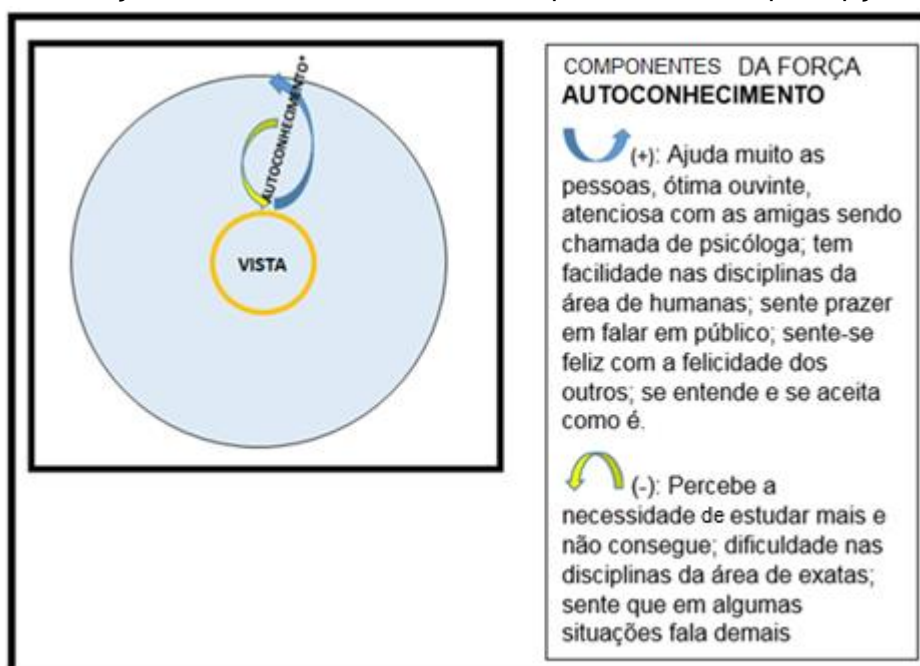 AUTOCONHECIMENTO*
VISTA
COMPONENTES DA FORÇA
AUTOCONHECIMENTO
(+): Ajuda muito as
pessoas, ótima ouvinte,
atenciosa com as amigas sendo
chamada de psicóloga; tem
facilidade nas disciplinas da
área de humanas; sente prazer
em falar em público; sente-se
feliz com a felicidade dos
outros; se entende e se aceita
como é.
(-): Percebe a
necessidade de estudar mais e
não consegue; dificuldade nas
disciplinas da área de exatas;
sente que em algumas
situações fala demais